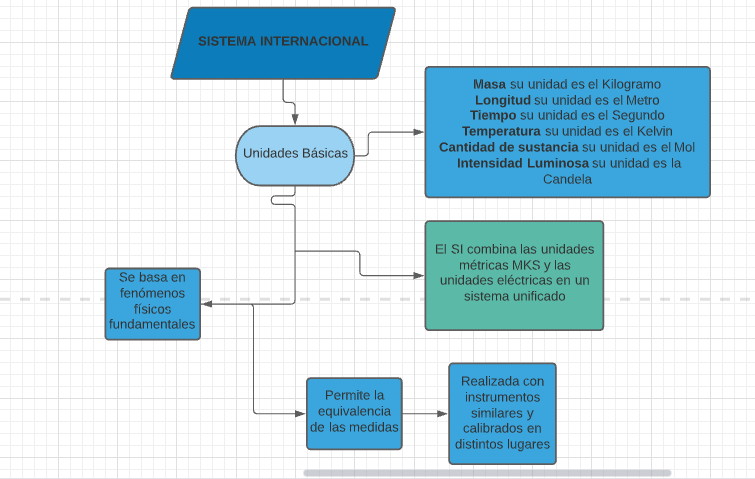 SISTEMA INTERNACIONAL
Masa su unidad es el Kilogramo
Longitud su unidad es el Metro
Tiempo su unidad es el Segundo
Temperatura su unidad es el Kelvin
Cantidad de sustancia su unidad es el Mol
Intensidad Luminosa su unidad es la
Candela
Unidades Básicas
El SI combina las unidades
métricas MKS y las
unidades eléctricas en un
sistema unificado
Se basa en
fenómenos
físicos
fundamentales
Permite la
equivalencia
de las medidas
Realizada con
instrumentos
similares y
calibrados en
distintos lugares